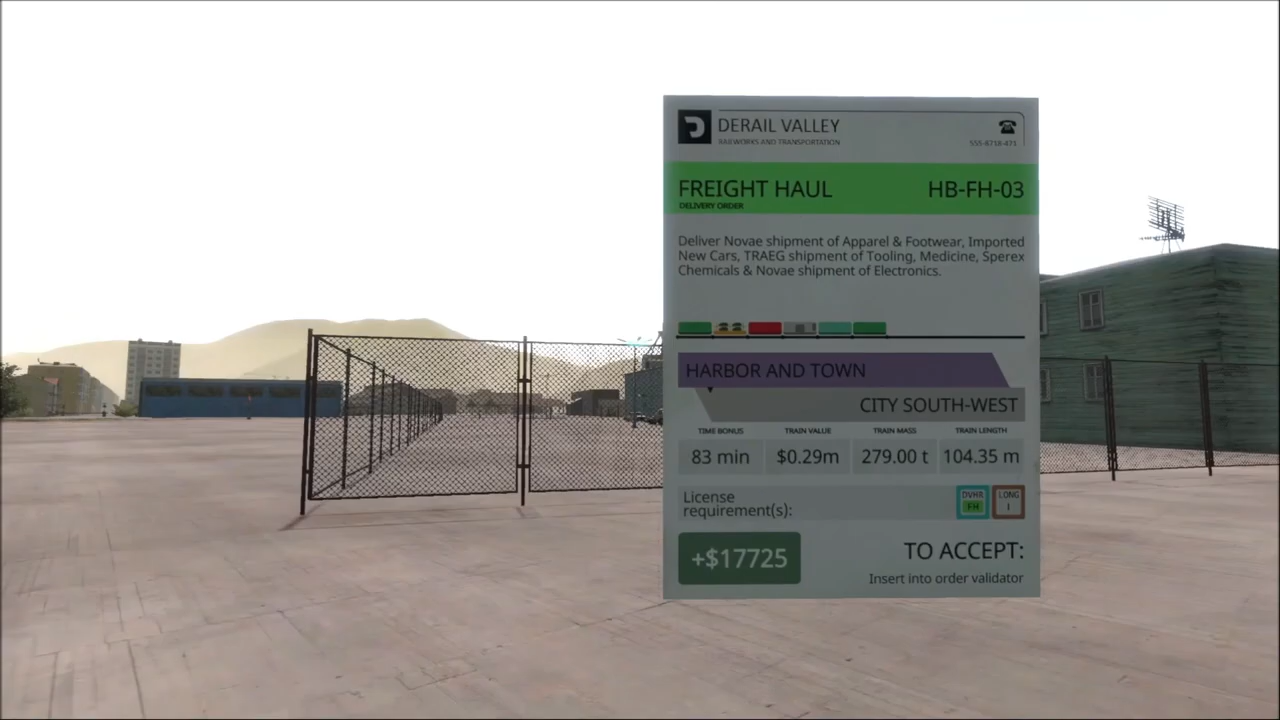 DERAIL VALLEY
RAILWORKS AND TRANSPORTATION
555-8718-471
FREIGHT HAUL HB-FH-03
DELIVERY ORDER
Deliver Novae shipment of Apparel & Footwear, Imported
New Cars, TRAEG shipment of Tooling, Medicine, Sperex
Chemicals & Novae shipment of Electronics.
HARBOR AND TOWN
CITY SOUTH-WEST
TIME BONUS TRAIN VALUE TRAIN MASS TRAIN LENGTH
83 min $0.29m 279.00 t 104.35 m
License
requirement(s):
DVHR LONG
FH I
+$17725
TO ACCEPT:
Insert into order validator